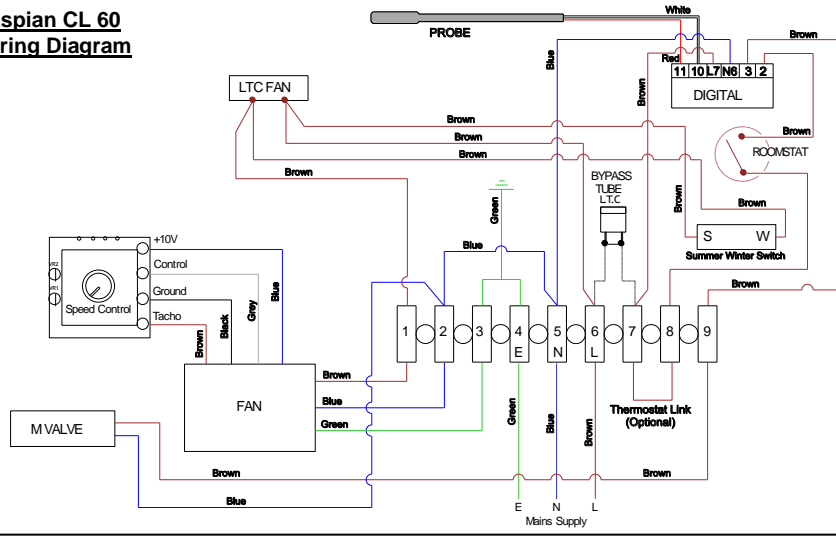 spian CL 60
ring Diagram
White
PROBE
Brown
Blue
Red
11 10 L7 N6 3 2
DIGITAL
LTC FAN
Brown
Brown
Brown
Brown
Brown
Brown
ROOMSTAT
BYPASS
TUBE
L.T.C
Green
Brown
Brown
S W
Summer Winter Switch
Blue
+10V
Control
VR2
VR1
Ground
Speed Control
Tacho
Blue
Grey
Black
Brown
Brown
1 2 3 4 5 6 7 8 9
E N L
FAN
Brown
Blue
Green
Thermostat Link
(Optional)
M VALVE
Green
Blue
Brown
Brown
Brown
Blue
E N L
Mains Supply